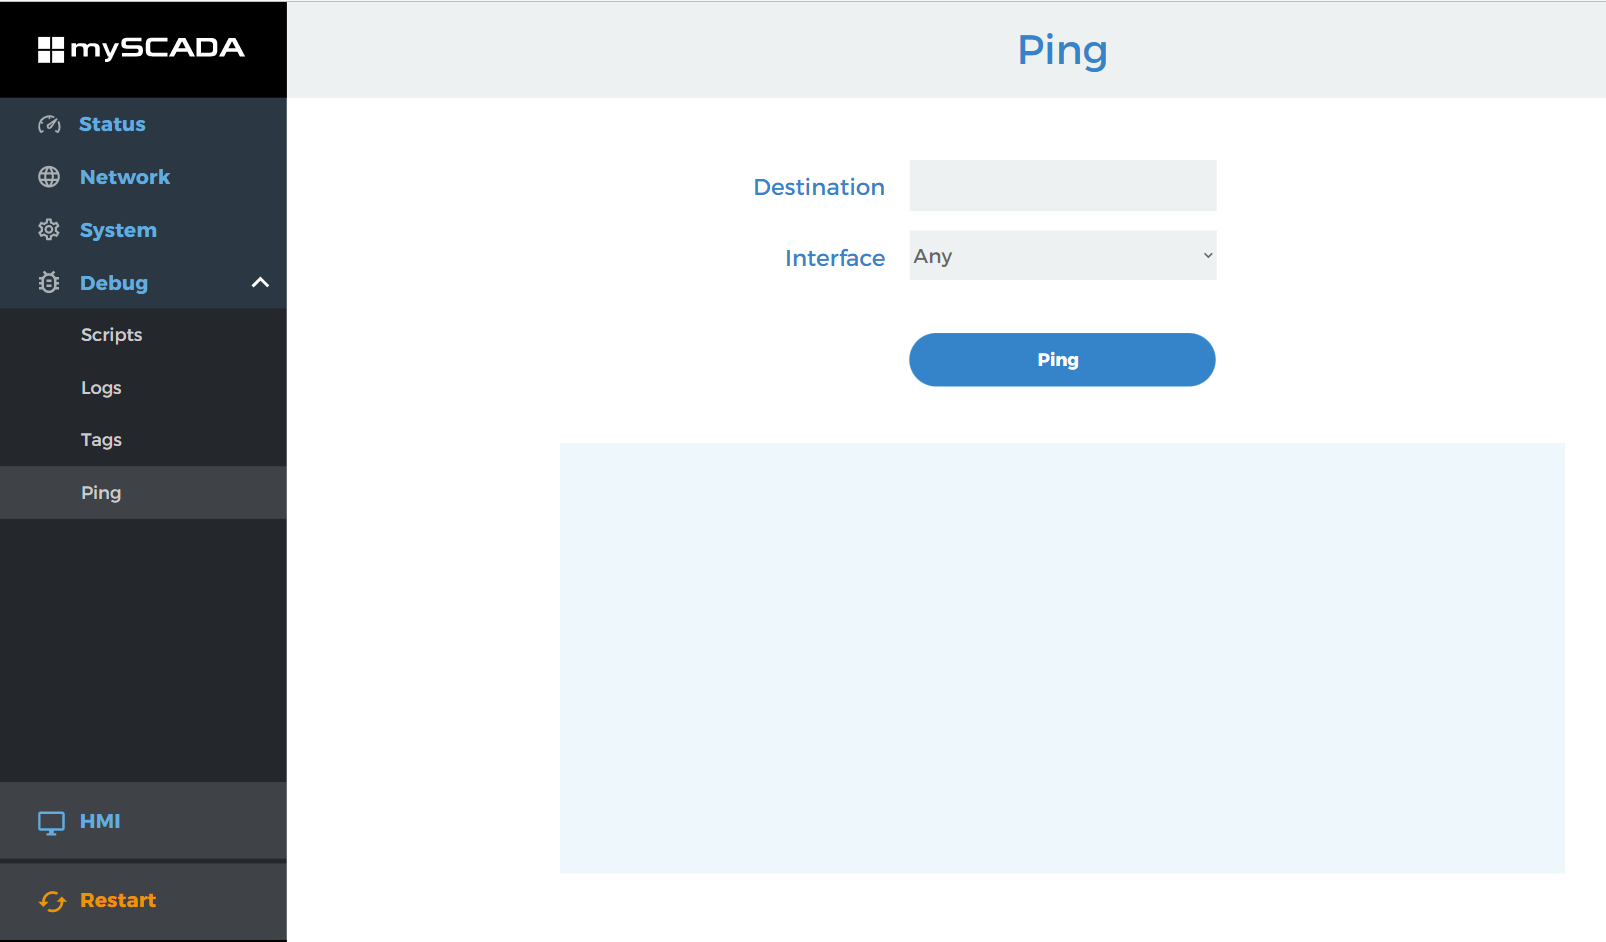 mySCADA
Status
Network
System
Debug
Scripts
Logs
Tags
Ping
HMI
Restart
Ping
Destination
Interface
Any
Ping